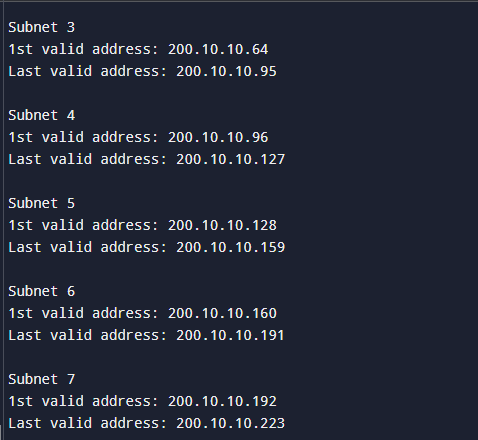 Subnet 3
1st valid address: 200.10.10.64
Last valid address: 200.10.10.95
Subnet 4
1st valid address: 200.10.10.96
Last valid address: 200.10.10.127
Subnet 5
1st valid address: 200.10.10.128
Last valid address: 200.10.10.159
Subnet 6
1st valid address: 200.10.10.160
Last valid address: 200.10.10.191
Subnet 7
1st valid address: 200.10.10.192
Last valid address: 200.10.10.223